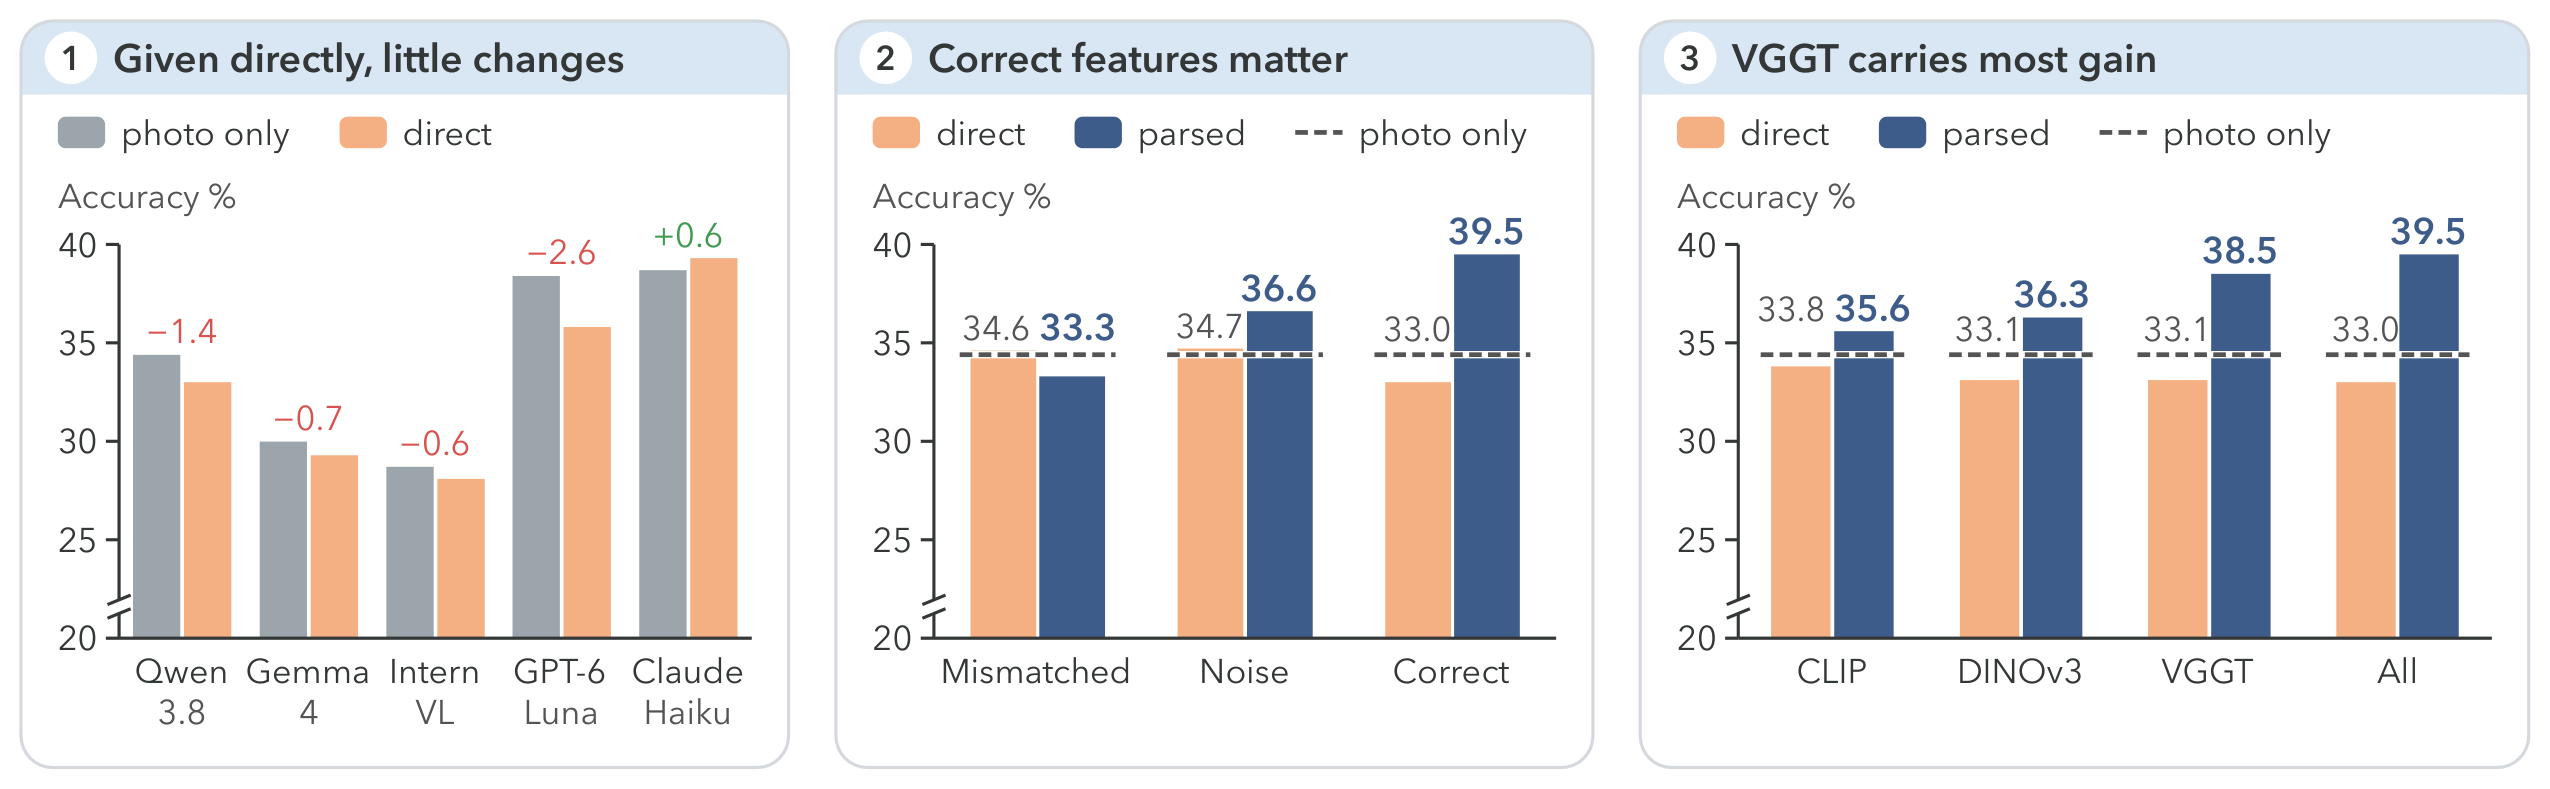 1 Given directly, little changes
photo only direct
Accuracy %
40
35
30
25
20
−1.4
−0.7
−0.6
−2.6
+0.6
Qwen 3.8
Gemma 4
Intern VL
GPT-6 Luna
Claude Haiku
2 Correct features matter
direct parsed photo only
Accuracy %
40
35
30
25
20
34.6 33.3
34.7 36.6
33.0 39.5
Mismatched Noise Correct
3 VGGT carries most gain
direct parsed photo only
Accuracy %
40
35
30
25
20
33.8 35.6
33.1 36.3
33.1 38.5
33.0 39.5
CLIP DINOv3 VGGT All